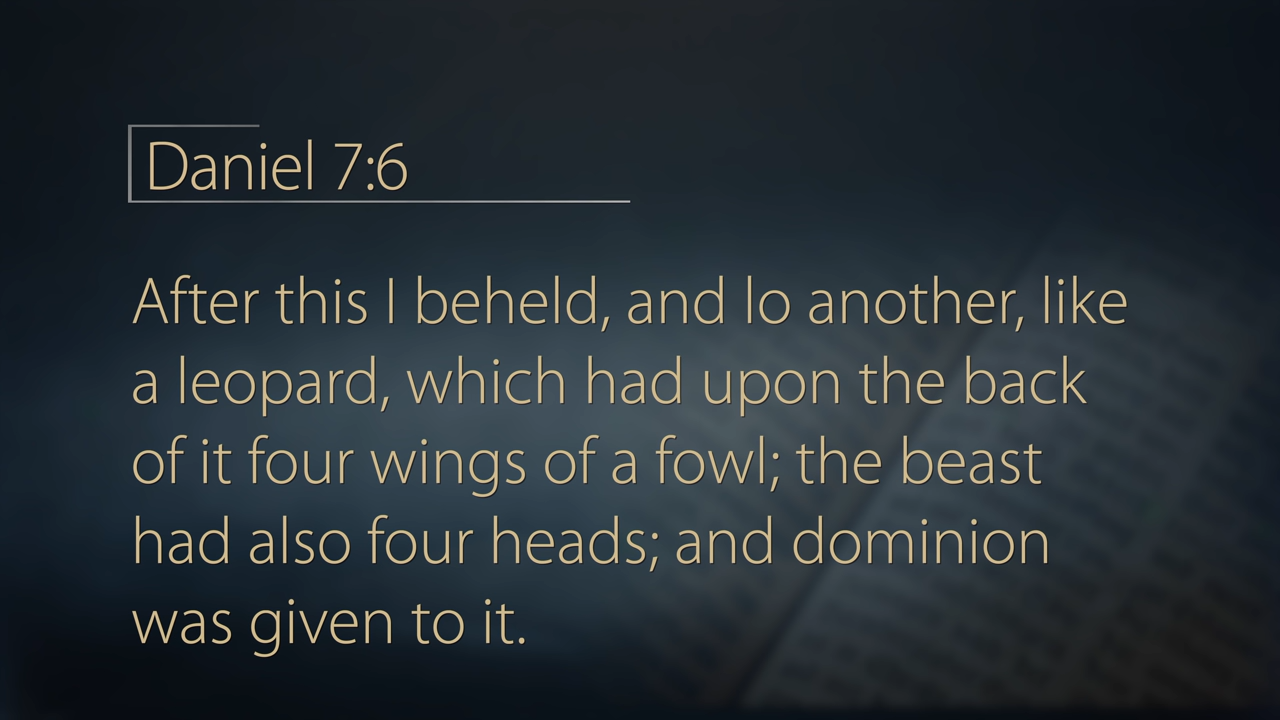 Daniel 7:6
After this I beheld, and lo another, like
a leopard, which had upon the back
of it four wings of a fowl; the beast
had also four heads; and dominion
was given to it.